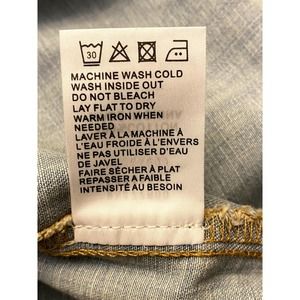 30
MACHINE WASH COLD
WASH INSIDE OUT
DO NOT BLEACH
LAY FLAT TO DRY
WARM IRON WHEN
NEEDED
LAVER À LA MACHINE À
L'EAU FROIDE À L'ENVERS
NE PAS UTILISER D'EAU
DE JAVEL
FAIRE SÉCHER À PLAT
REPASSER A FAIBLE
INTENSITÉ AU BESOIN